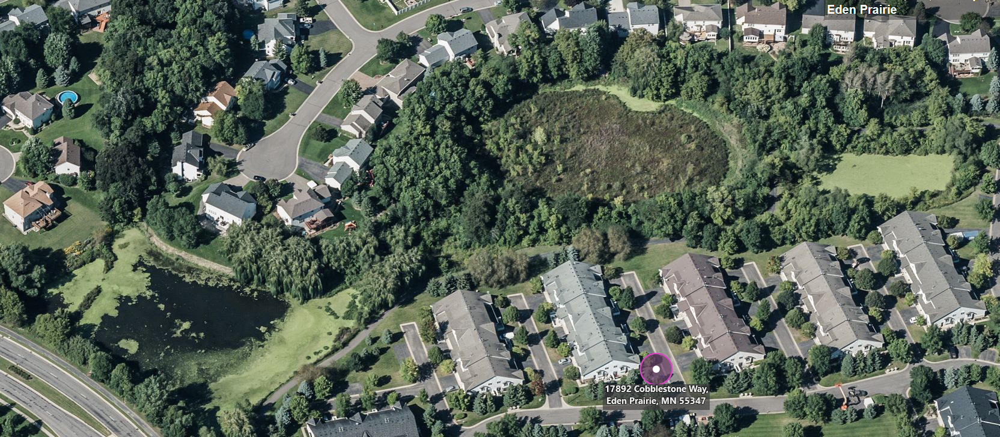 Eden Prairie
17892 Cobblestone Way,
Eden Prairie, MN 55347